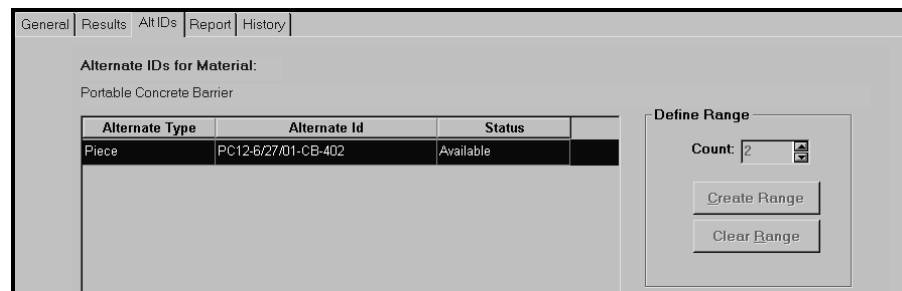 General Results Alt IDs Report History
Alternate IDs for Material:
Portable Concrete Barrier
Alternate Type Alternate Id Status
Piece PC12-6/27/01-CB-402 Available
Define Range
Count: 2
Create Range
Clear Range